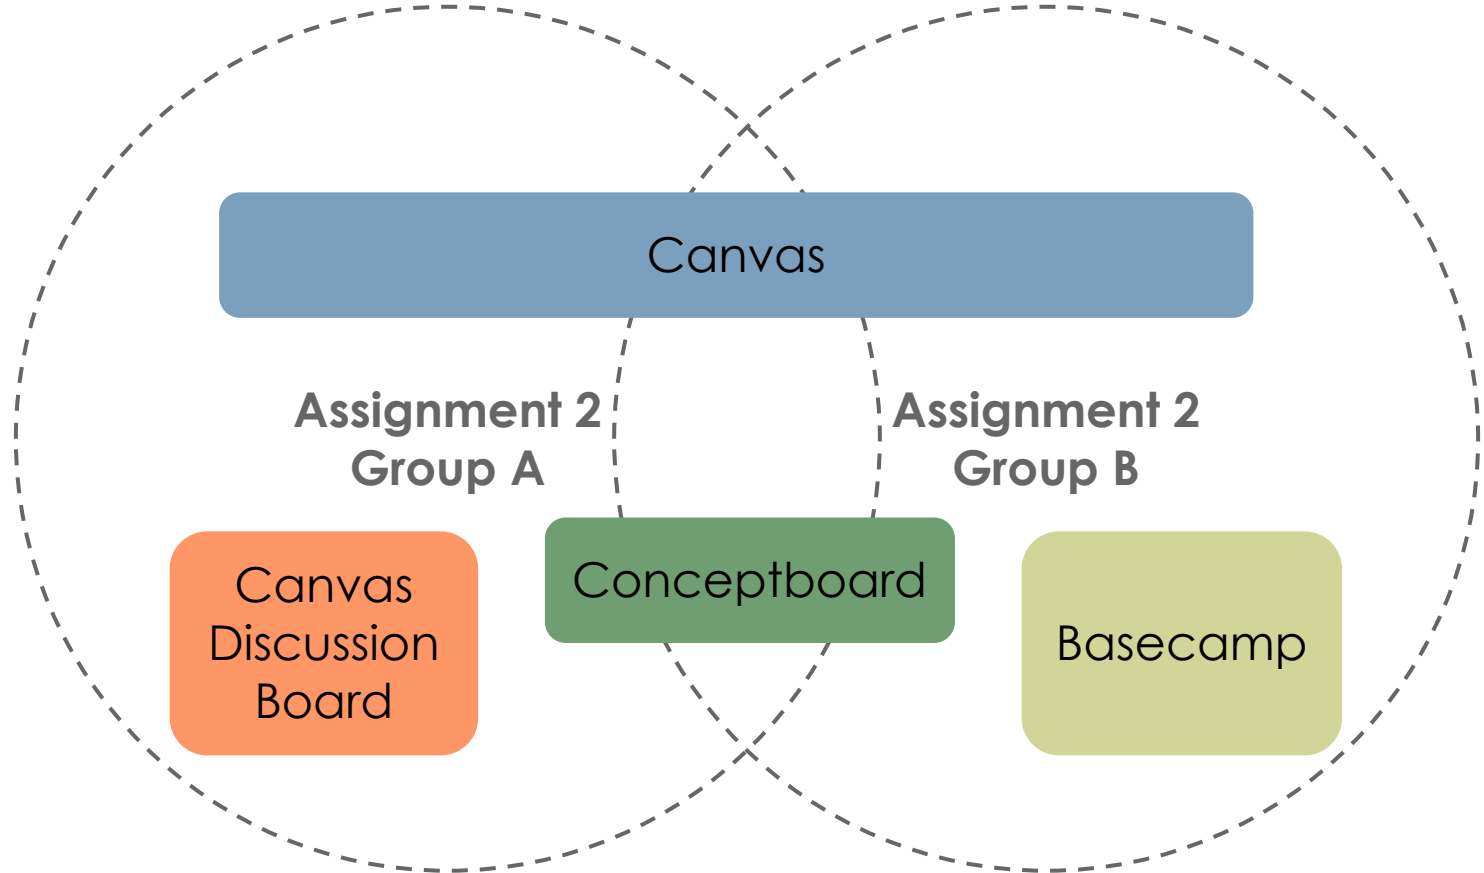 Canvas
Assignment 2
Group A
Assignment 2
Group B
Canvas
Discussion
Board
Conceptboard
Basecamp